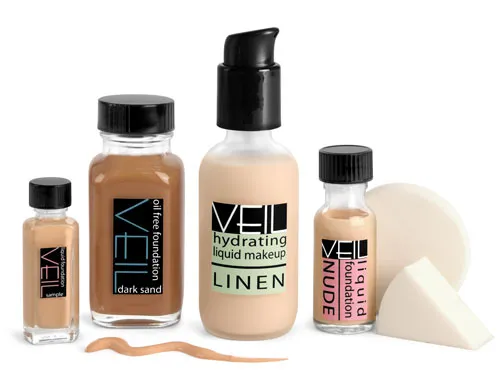 VEIL
liquid foundation
sample
VEIL
oil free foundation
dark sand
VEIL
hydrating
liquid makeup
LINEN
VEIL
liquid
foundation
NUDE